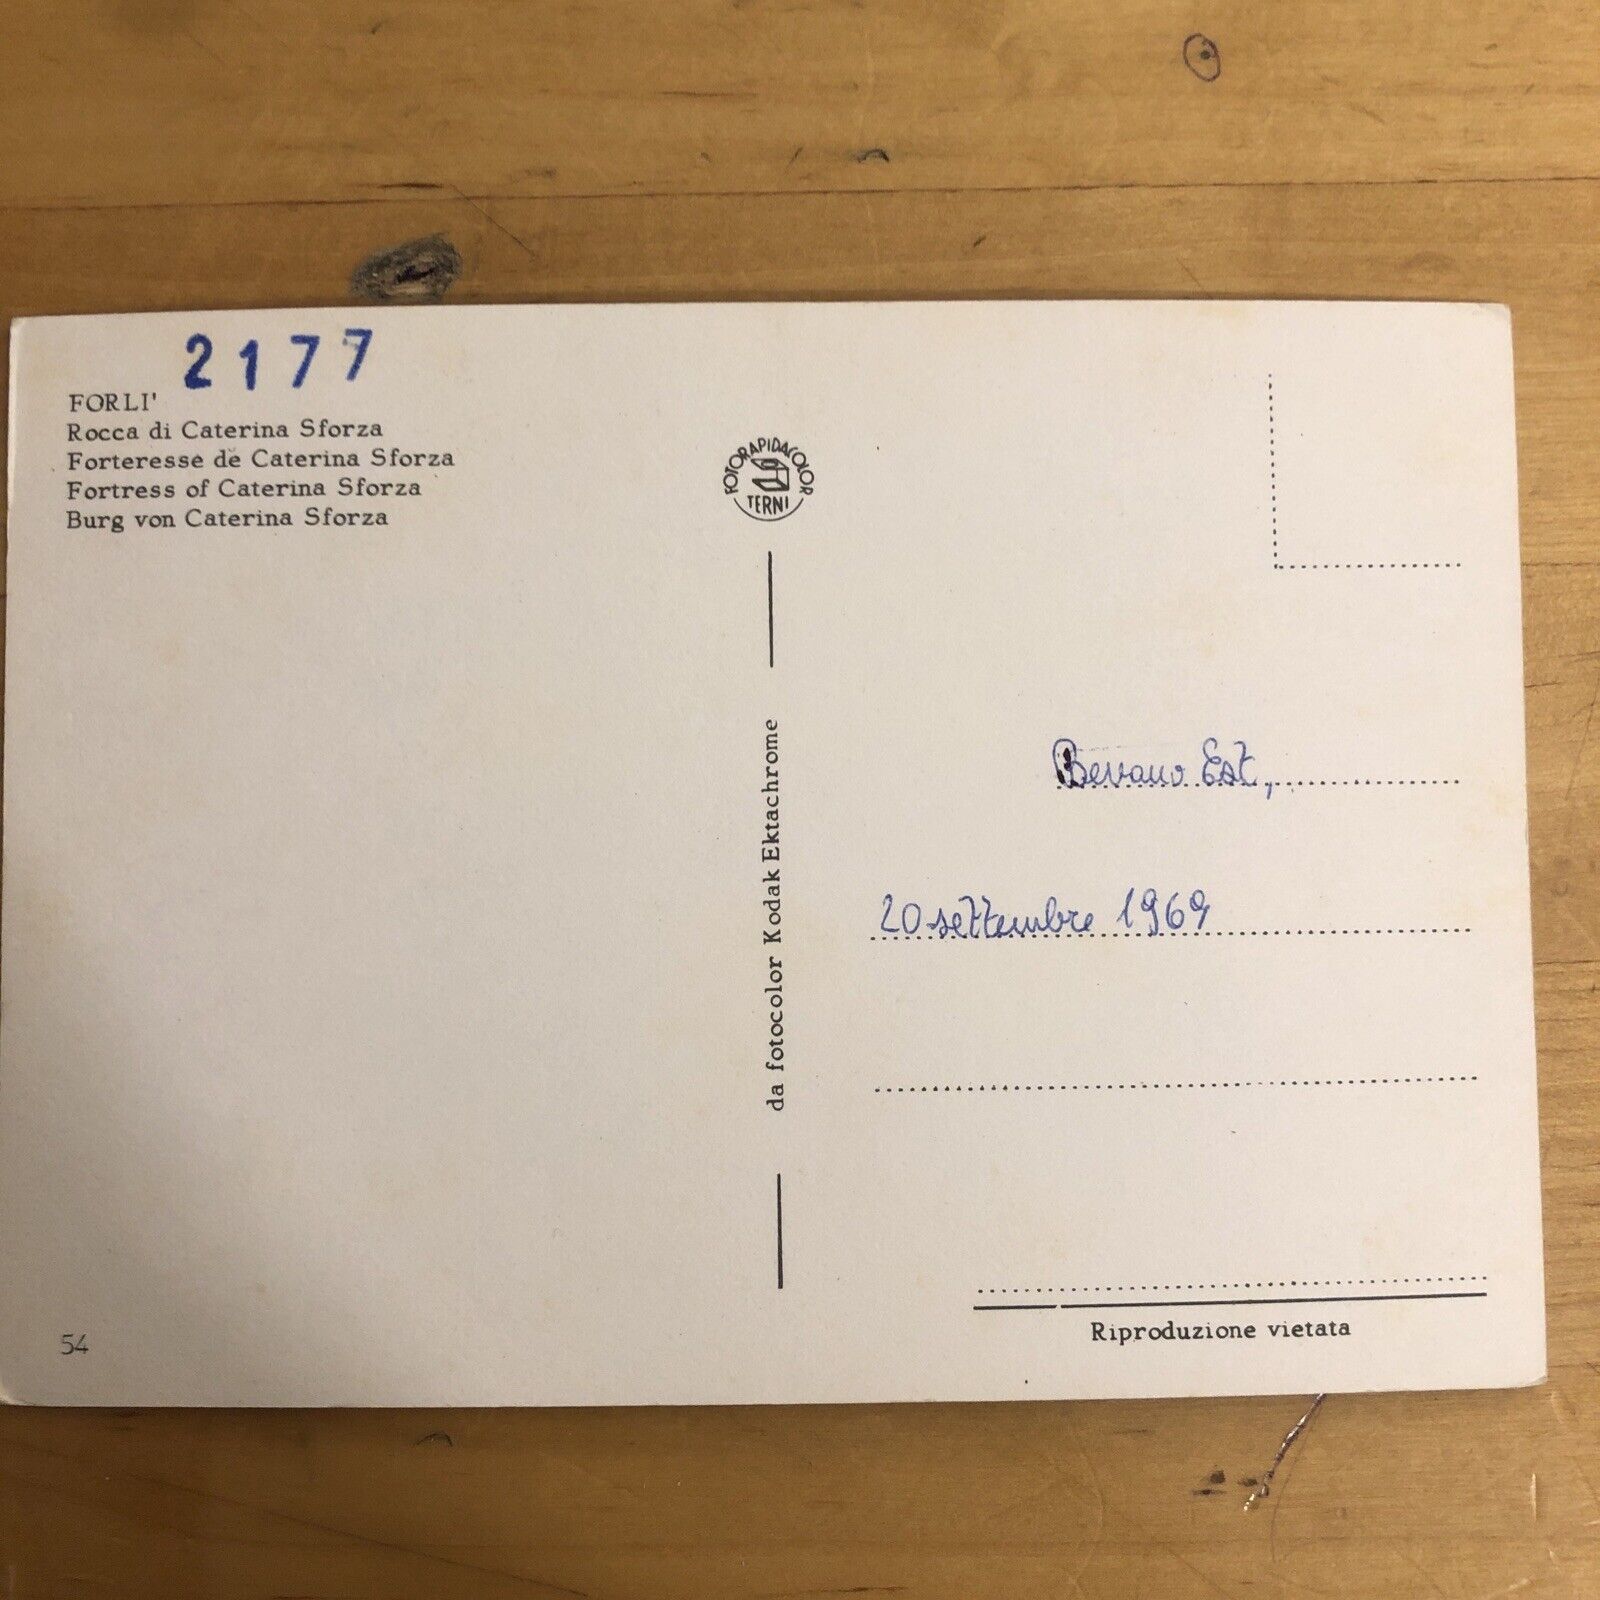 2177
FORLI'
Rocca di Caterina Sforza
Forteresse de Caterina Sforza
Fortress of Caterina Sforza
Burg von Caterina Sforza
54
FOTORAPIDACOLOR
TERNI
da fotocolor Kodak Ektachrome
Bevano Est,
20 settembre 1969
Riproduzione vietata